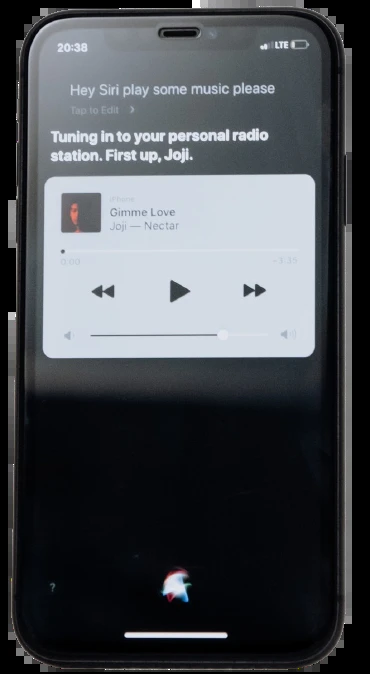 20:38
LTE
Hey Siri play some music please
Tap to Edit >
Tuning in to your personal radio
station. First up, Joji.
iPhone
Gimme Love
Joji — Nectar
0:00
-3:35
?